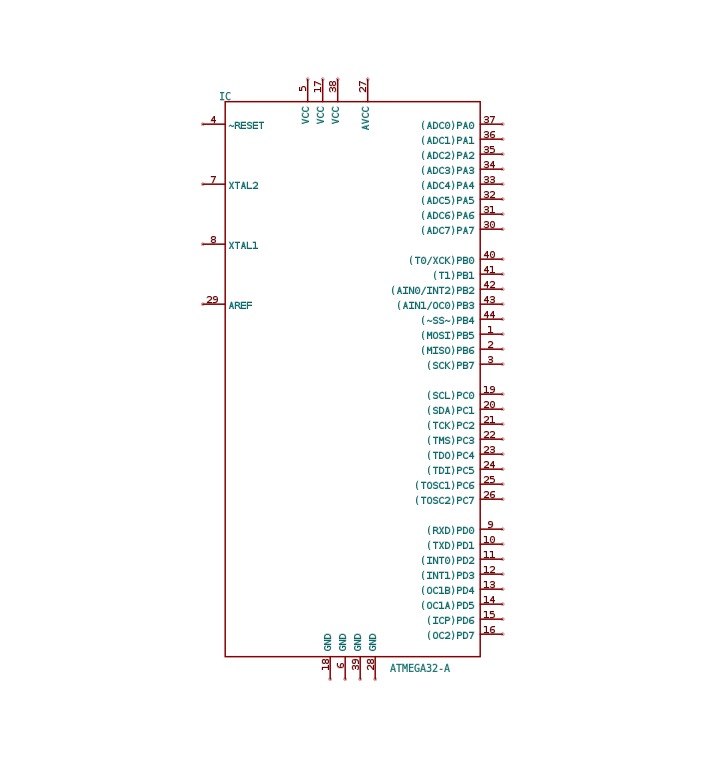 5 17 38 27
IC
VCC VCC VCC AVCC
4 ~RESET (ADC0)PA0 37
(ADC1)PA1 36
(ADC2)PA2 35
(ADC3)PA3 34
7 XTAL2 (ADC4)PA4 33
(ADC5)PA5 32
(ADC6)PA6 31
(ADC7)PA7 30
8 XTAL1
(T0/XCK)PB0 40
(T1)PB1 41
(AIN0/INT2)PB2 42
29 AREF (AIN1/OC0)PB3 43
(~SS~)PB4 44
(MOSI)PB5 1
(MISO)PB6 2
(SCK)PB7 3
(SCL)PC0 19
(SDA)PC1 20
(TCK)PC2 21
(TMS)PC3 22
(TDO)PC4 23
(TDI)PC5 24
(TOSC1)PC6 25
(TOSC2)PC7 26
(RXD)PD0 9
(TXD)PD1 10
(INT0)PD2 11
(INT1)PD3 12
(OC1B)PD4 13
(OC1A)PD5 14
(ICP)PD6 15
(OC2)PD7 16
GND GND GND GND
18 6 39 28
ATMEGA32-A